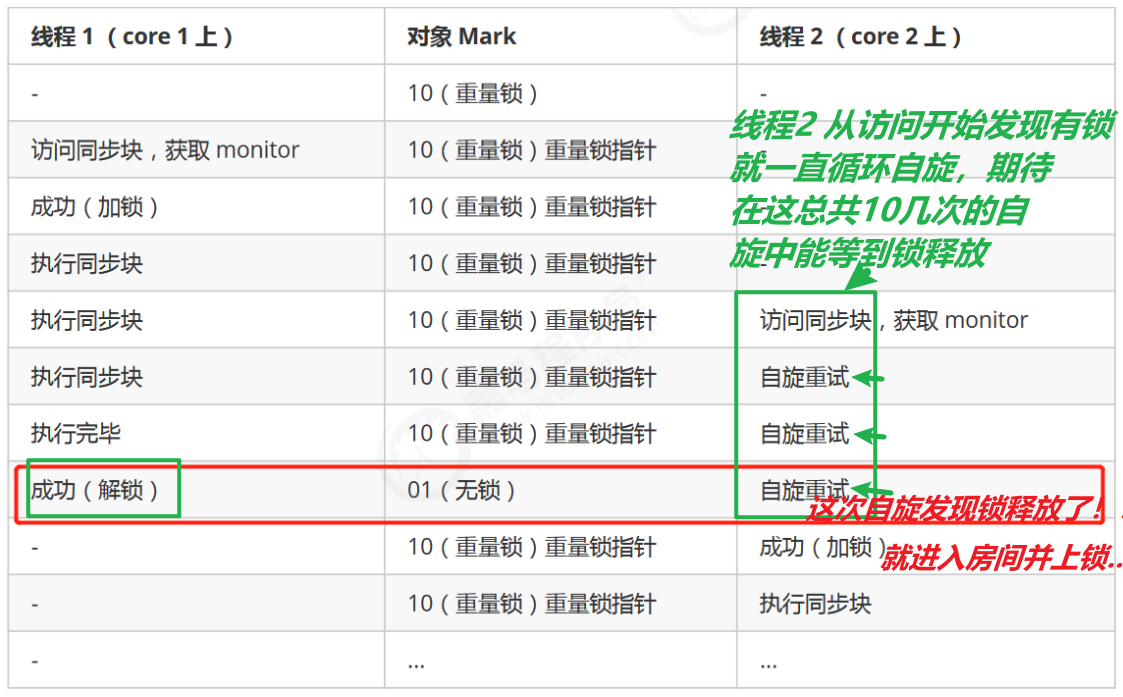 线程 1 （ core 1 上 ） 对象 Mark 线程 2 （ core 2 上 ）
- 10（ 重量锁 ） -
访问同步块，获取 monitor 10（ 重量锁 ）重量锁指针
成功（ 加锁 ） 10（ 重量锁 ）重量锁指针
执行同步块 10（ 重量锁 ）重量锁指针 -
线程2 从访问开始发现有锁
就一直循环自旋，期待
在这总共10几次的自
旋中能等到锁释放
执行同步块 10（ 重量锁 ）重量锁指针 访问同步块，获取 monitor
执行同步块 10（ 重量锁 ）重量锁指针 自旋重试
执行完毕 10（ 重量锁 ）重量锁指针 自旋重试
成功（ 解锁 ） 01（ 无锁 ） 自旋重试
这次自旋发现锁释放了！
- 10（ 重量锁 ）重量锁指针 成功（ 加锁 ）
就进入房间并上锁..
- 10（ 重量锁 ）重量锁指针 执行同步块
- ... ...